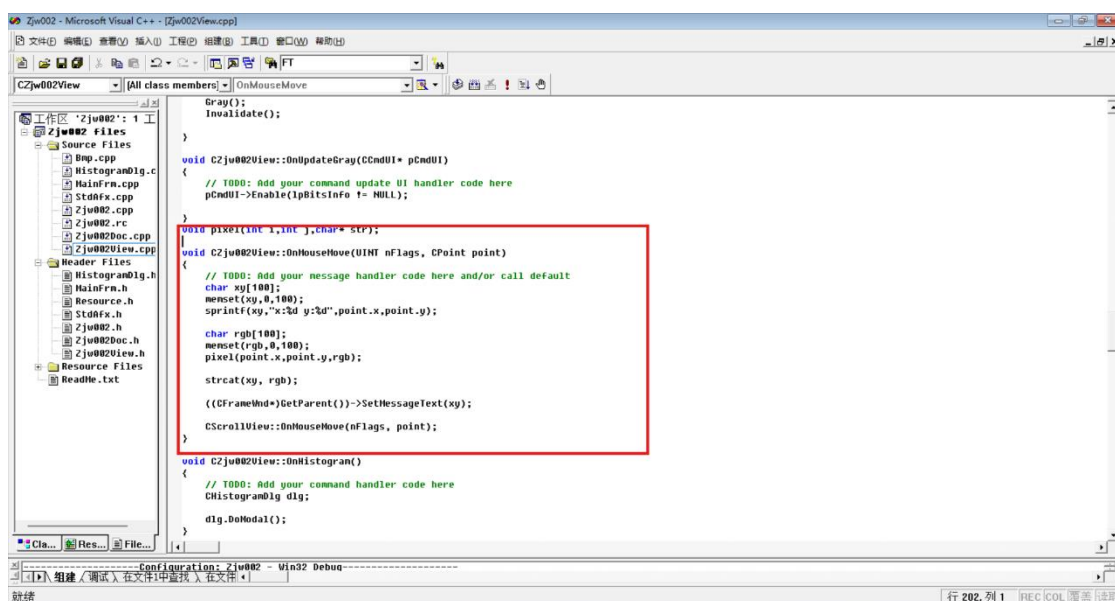 Zjw002 - Microsoft Visual C++ - [Zjw002View.cpp]
文件(F) 编辑(E) 查看(V) 插入(I) 工程(P) 组建(B) 工具(T) 窗口(W) 帮助(H)
FT
CZjw002View [All class members] OnMouseMove
工作区 'Zjw002': 1 工
Zjw002 files
Source Files
Bmp.cpp
HistogramDlg.c
MainFrm.cpp
StdAfx.cpp
Zjw002.cpp
Zjw002.rc
Zjw002Doc.cpp
Zjw002View.cpp
Header Files
HistogramDlg.h
MainFrm.h
Resource.h
StdAfx.h
Zjw002.h
Zjw002Doc.h
Zjw002View.h
Resource Files
ReadMe.txt
Cla... Res... File...
Gray();
Invalidate();
}
void CZjw002View::OnUpdateGray(CCmdUI* pCmdUI)
{
// TODO: Add your command update UI handler code here
pCmdUI->Enable(lpBitsInfo != NULL);
}
void pixel(int i,int j,char* str);
void CZjw002View::OnMouseMove(UINT nFlags, CPoint point)
{
// TODO: Add your message handler code here and/or call default
char xy[100];
memset(xy,0,100);
sprintf(xy,"x:%d y:%d",point.x,point.y);
char rgb[100];
memset(rgb,0,100);
pixel(point.x,point.y,rgb);
strcat(xy, rgb);
((CFrameWnd*)GetParent())->SetMessageText(xy);
CScrollView::OnMouseMove(nFlags, point);
}
void CZjw002View::OnHistogram()
{
// TODO: Add your command handler code here
CHistogramDlg dlg;
dlg.DoModal();
}
--------------------Configuration: Zjw002 - Win32 Debug--------------------
组建 调试 在文件1中查找 在文件
就绪
行 202, 列 1 REC COL 覆盖 读取